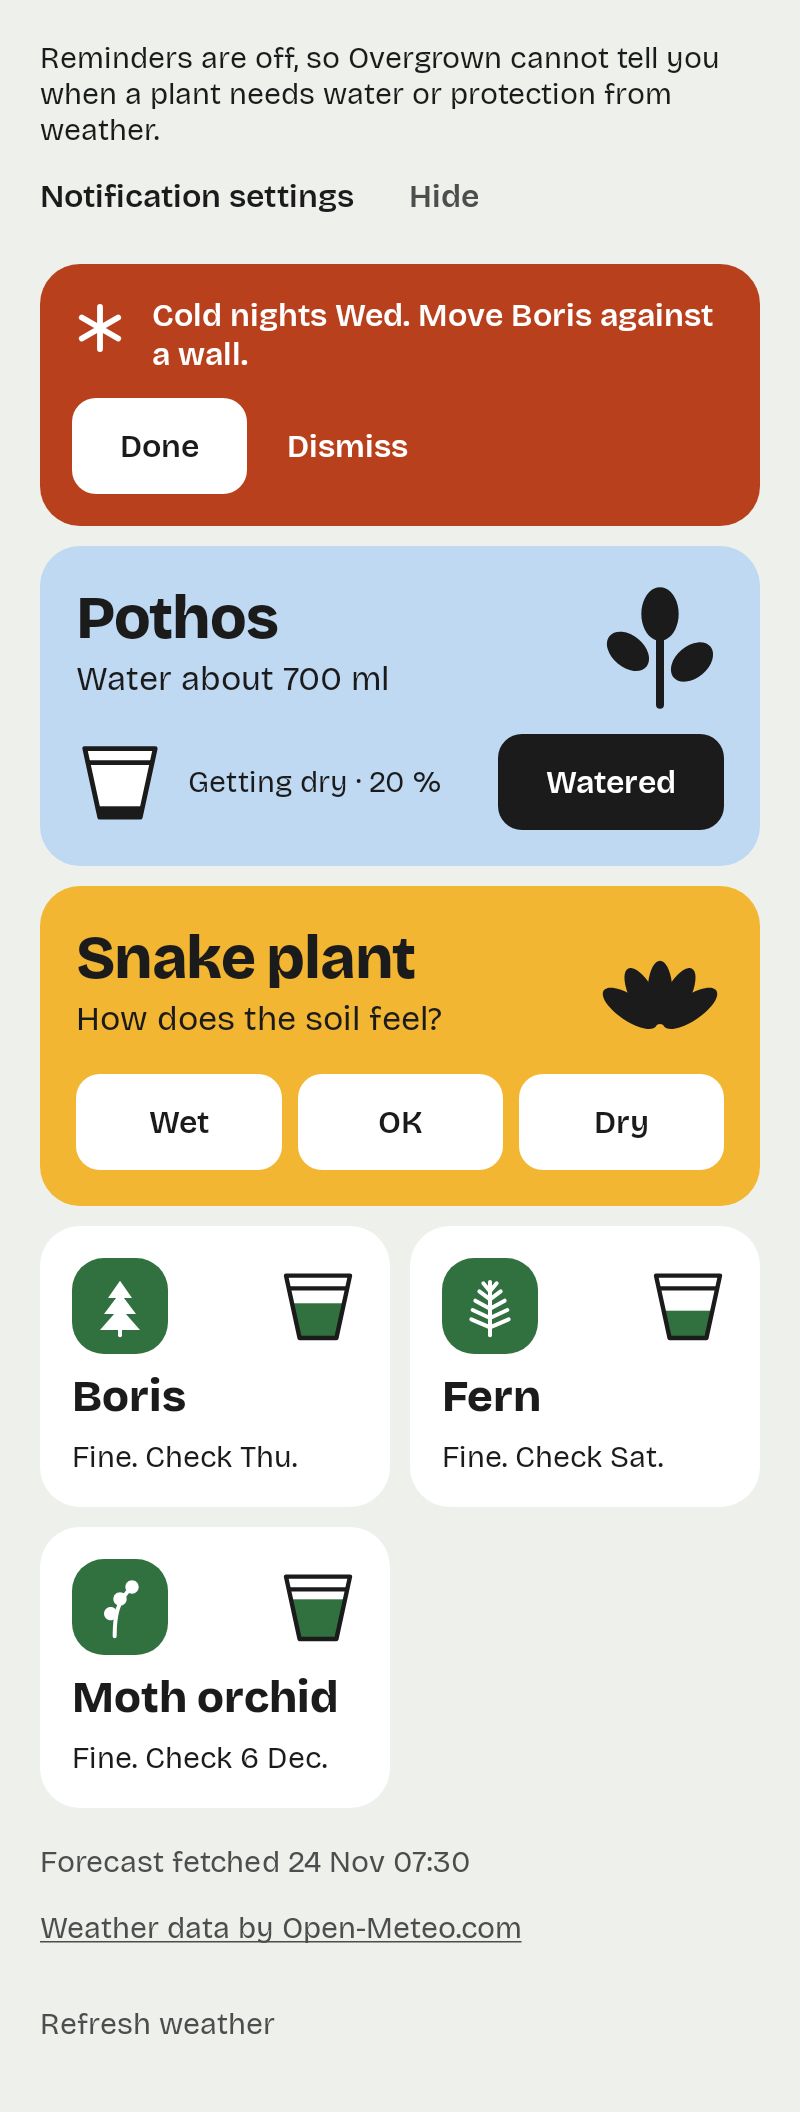 Reminders are off, so Overgrown cannot tell you
when a plant needs water or protection from
weather.
Notification settings
Hide
Cold nights Wed. Move Boris against
a wall.
Done
Dismiss
Pothos
Water about 700 ml
Getting dry · 20 %
Watered
Snake plant
How does the soil feel?
Wet
OK
Dry
Boris
Fine. Check Thu.
Fern
Fine. Check Sat.
Moth orchid
Fine. Check 6 Dec.
Forecast fetched 24 Nov 07:30
Weather data by Open-Meteo.com
Refresh weather